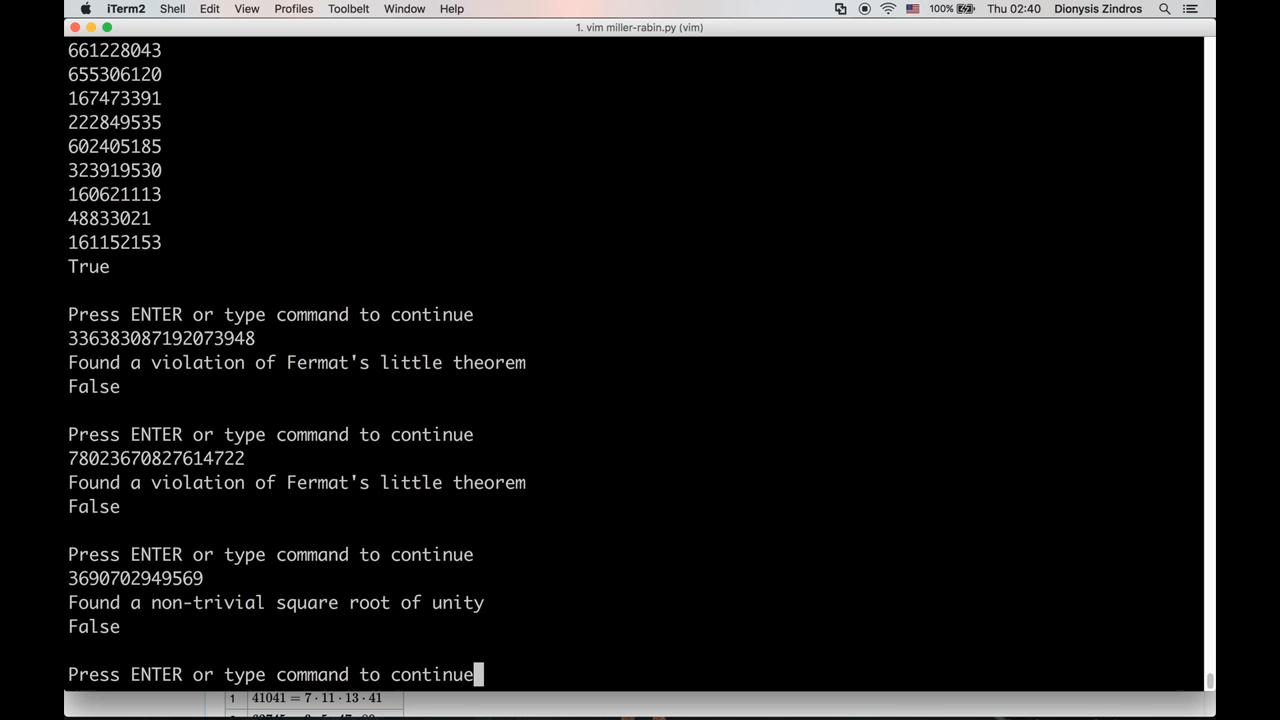 iTerm2 Shell Edit View Profiles Toolbelt Window Help 100% Thu 02:40 Dionysis Zindros
1. vim miller-rabin.py (vim)
661228043
655306120
167473391
222849535
602405185
323919530
160621113
48833021
161152153
True
Press ENTER or type command to continue
336383087192073948
Found a violation of Fermat's little theorem
False
Press ENTER or type command to continue
78023670827614722
Found a violation of Fermat's little theorem
False
Press ENTER or type command to continue
3690702949569
Found a non-trivial square root of unity
False
Press ENTER or type command to continue
1 41041 = 7 · 11 · 13 · 41